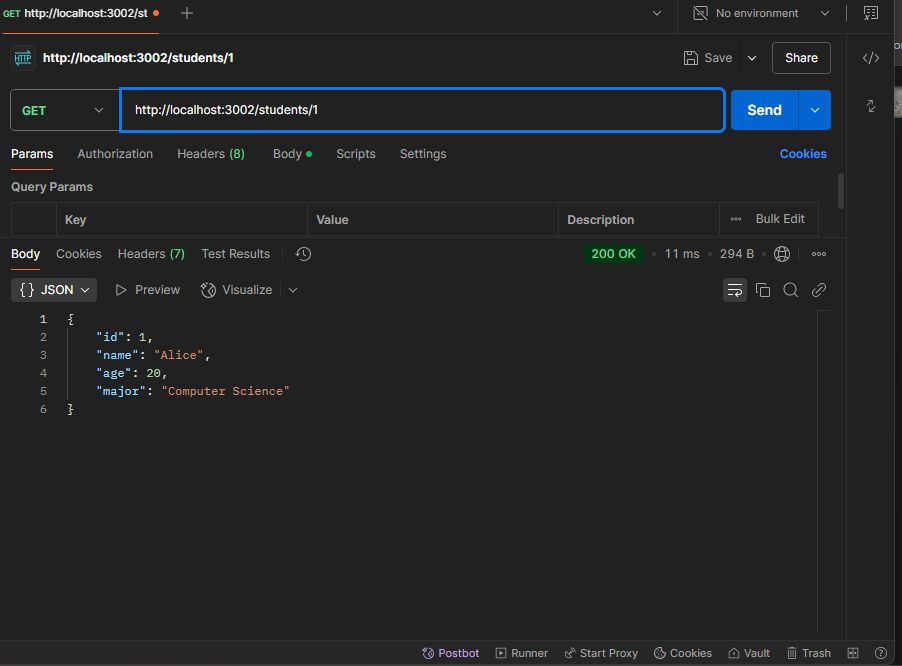 GET http://localhost:3002/st
No environment
HTTP http://localhost:3002/students/1
Save
Share
GET
http://localhost:3002/students/1
Send
Params Authorization Headers (8) Body Scripts Settings
Cookies
Query Params
Key Value Description Bulk Edit
Body Cookies Headers (7) Test Results
200 OK 11 ms 294 B
{} JSON Preview Visualize
1 {
2 "id": 1,
3 "name": "Alice",
4 "age": 20,
5 "major": "Computer Science"
6 }
Postbot Runner Start Proxy Cookies Vault Trash